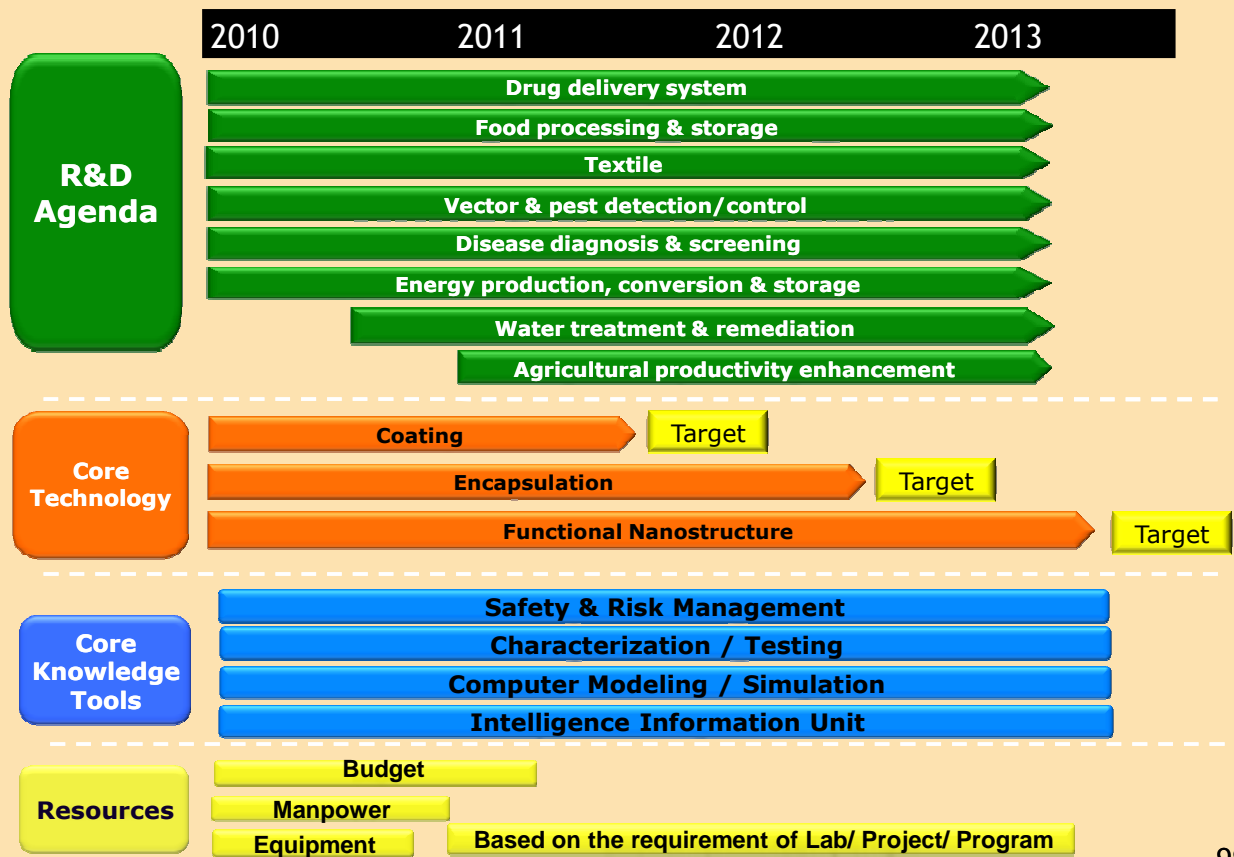 2010 2011 2012 2013
R&D
Agenda
Drug delivery system
Food processing & storage
Textile
Vector & pest detection/control
Disease diagnosis & screening
Energy production, conversion & storage
Water treatment & remediation
Agricultural productivity enhancement
Core
Technology
Coating
Target
Encapsulation
Target
Functional Nanostructure
Target
Core
Knowledge
Tools
Safety & Risk Management
Characterization / Testing
Computer Modeling / Simulation
Intelligence Information Unit
Resources
Budget
Manpower
Equipment
Based on the requirement of Lab/ Project/ Program